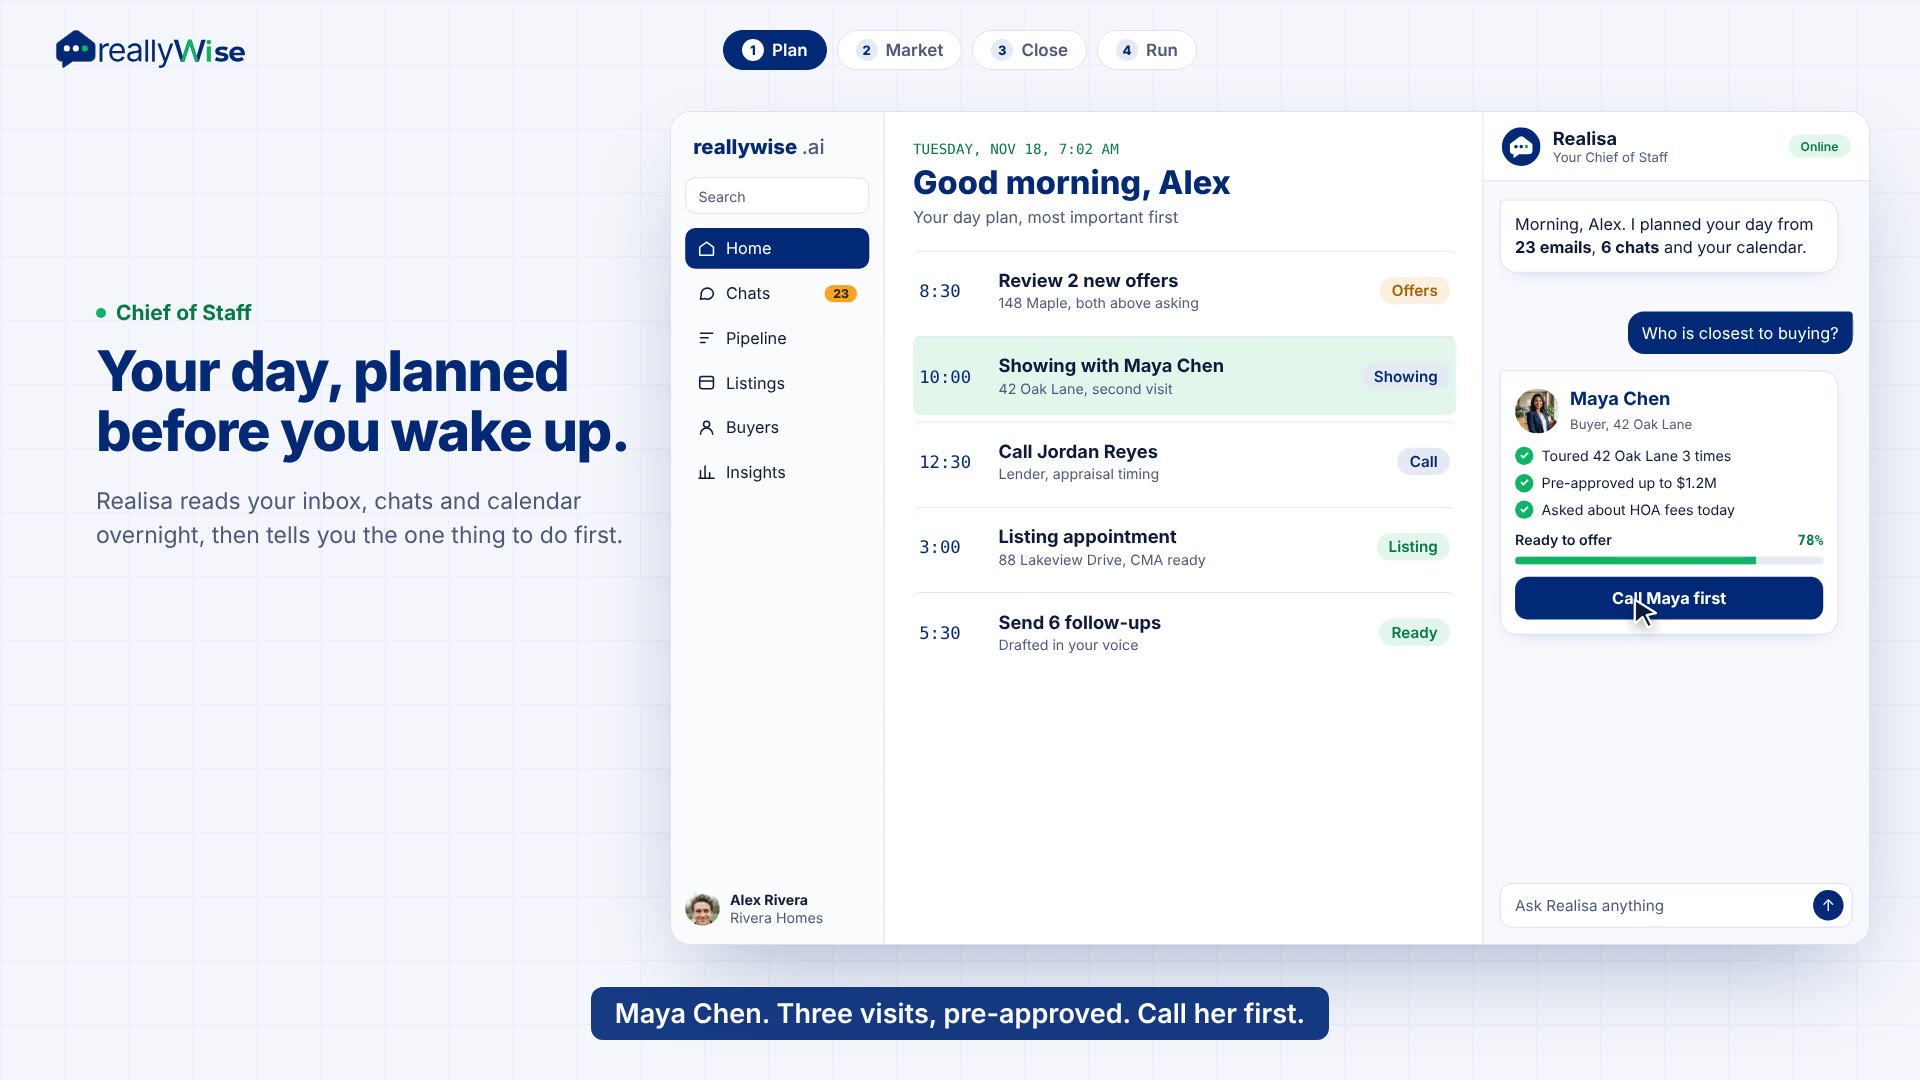 reallyWise
1 Plan
2 Market
3 Close
4 Run
Chief of Staff
Your day, planned
before you wake up.
Realisa reads your inbox, chats and calendar
overnight, then tells you the one thing to do first.
reallywise .ai
Search
Home
Chats 23
Pipeline
Listings
Buyers
Insights
Alex Rivera
Rivera Homes
TUESDAY, NOV 18, 7:02 AM
Good morning, Alex
Your day plan, most important first
8:30
Review 2 new offers
148 Maple, both above asking
Offers
10:00
Showing with Maya Chen
42 Oak Lane, second visit
Showing
12:30
Call Jordan Reyes
Lender, appraisal timing
Call
3:00
Listing appointment
88 Lakeview Drive, CMA ready
Listing
5:30
Send 6 follow-ups
Drafted in your voice
Ready
Realisa
Your Chief of Staff
Online
Morning, Alex. I planned your day from
23 emails, 6 chats and your calendar.
Who is closest to buying?
Maya Chen
Buyer, 42 Oak Lane
Toured 42 Oak Lane 3 times
Pre-approved up to $1.2M
Asked about HOA fees today
Ready to offer 78%
Call Maya first
Ask Realisa anything
Maya Chen. Three visits, pre-approved. Call her first.